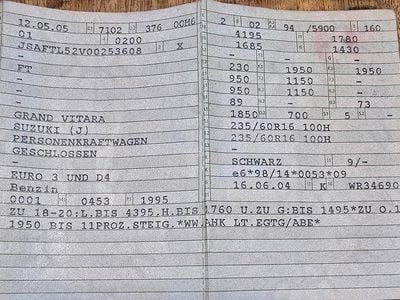 12.05.05 7102 376 00M6
01 0200
JSAFTL52V00253608 X
-
FT
-
-
-
GRAND VITARA
SUZUKI (J)
PERSONENKRAFTWAGEN
GESCHLOSSEN
-
EURO 3 UND D4
Benzin
0001 0453 1995
2 02 94 /5900 160
4195 1780
1685 1430
- -
230 1950 1950
950 1150 -
950 1150 -
89 - 73
1850 700 5 -
235/60R16 100H
235/60R16 100H
-
SCHWARZ 9/-
e6*98/14*0053*09
16.06.04 K WR34690
ZU 18-20:L.BIS 4395,H.BIS 1760 U.ZU G:BIS 1495*ZU O.1
1950 BIS 11PROZ.STEIG.*WW.AHK LT.EGTG/ABE*